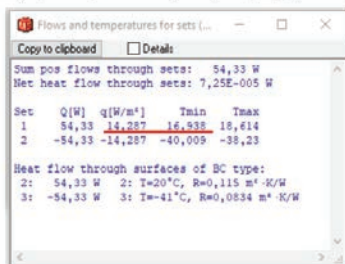 Flows and temperatures for sets (...
Copy to clipboard Details
Sum pos flows through sets: 54,33 W
Net heat flow through sets: 7,25E-005 W
Set Q[W] q[W/m²] Tmin Tmax
1 54,33 14,287 16,938 18,614
2 -54,33 -14,287 -40,009 -38,23
Heat flow through surfaces of BC type:
2: 54,33 W 2: T=20°C, R=0,115 m²·K/W
3: -54,33 W 3: T=-41°C, R=0,0834 m²·K/W